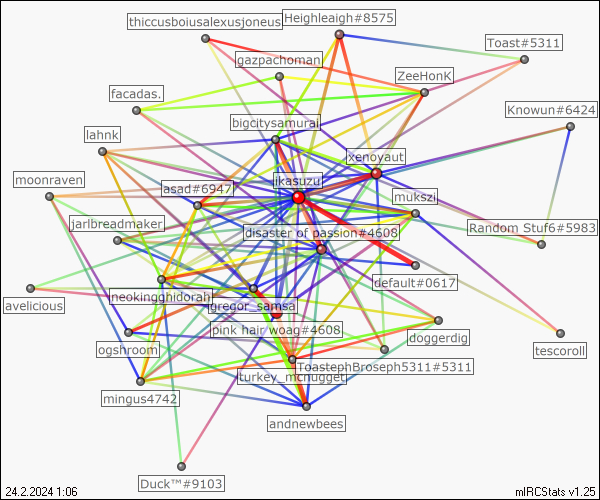 thiccusboiusalexusjoneus
Heighleaigh#8575
Toast#5311
gazpachoman
ZeeHonK
facadas.
Knowun#6424
bigcitysamurai
lahnk
xenoyaut
moonraven
ikasuzu
asad#6947
mukszi
jarlbreadmaker
disaster of passion#4608
Random Stuf6#5983
default#0617
avelicious
neokingghidorah
gregor_samsa
pink hair woag#4608
doggerdig
tescoroll
ogshroom
ToastephBroseph5311#5311
turkey_mcnugget
mingus4742
andnewbees
Duck™#9103
24.2.2024 1:06
mIRCStats v1.25